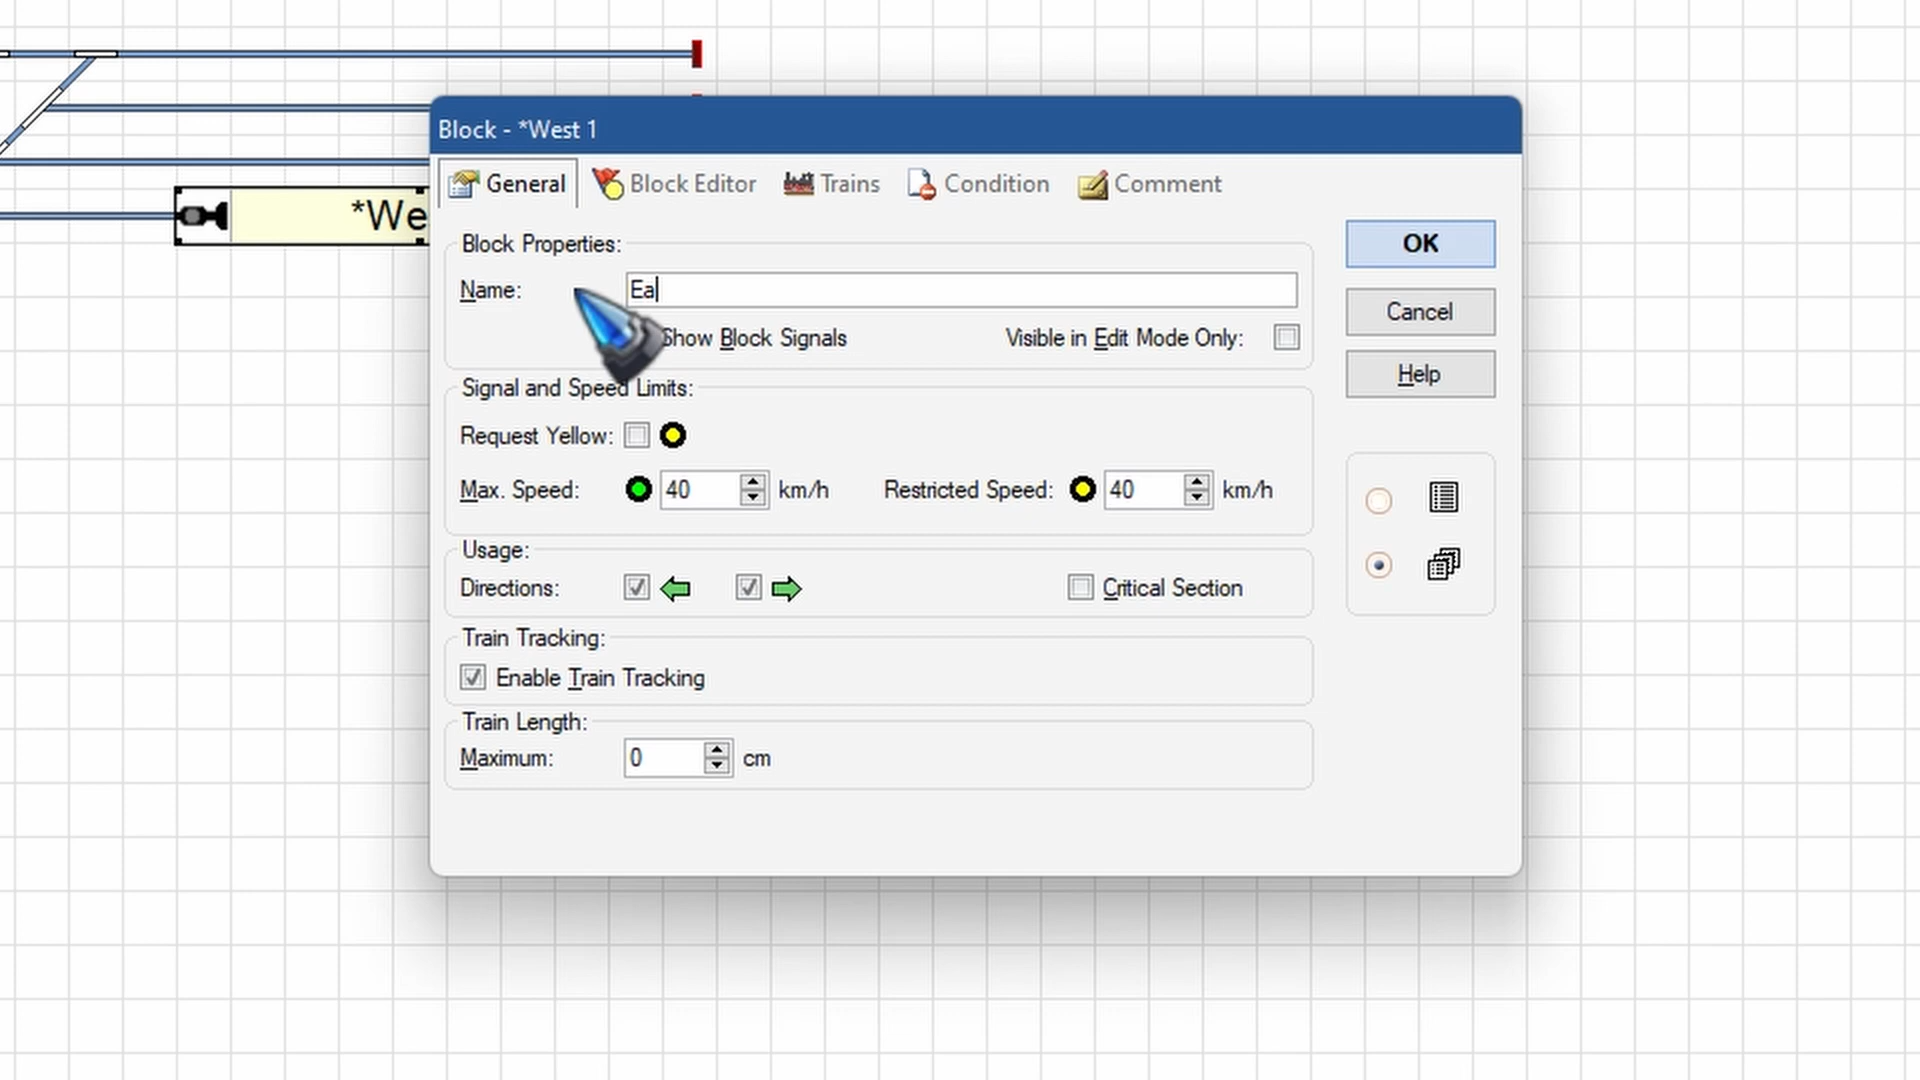 Block - *West 1
General Block Editor Trains Condition Comment
*We
Block Properties:
Name: Ea
Show Block Signals Visible in Edit Mode Only:
Signal and Speed Limits:
Request Yellow:
Max. Speed: 40 km/h Restricted Speed: 40 km/h
Usage:
Directions: Critical Section
Train Tracking:
Enable Train Tracking
Train Length:
Maximum: 0 cm
OK
Cancel
Help